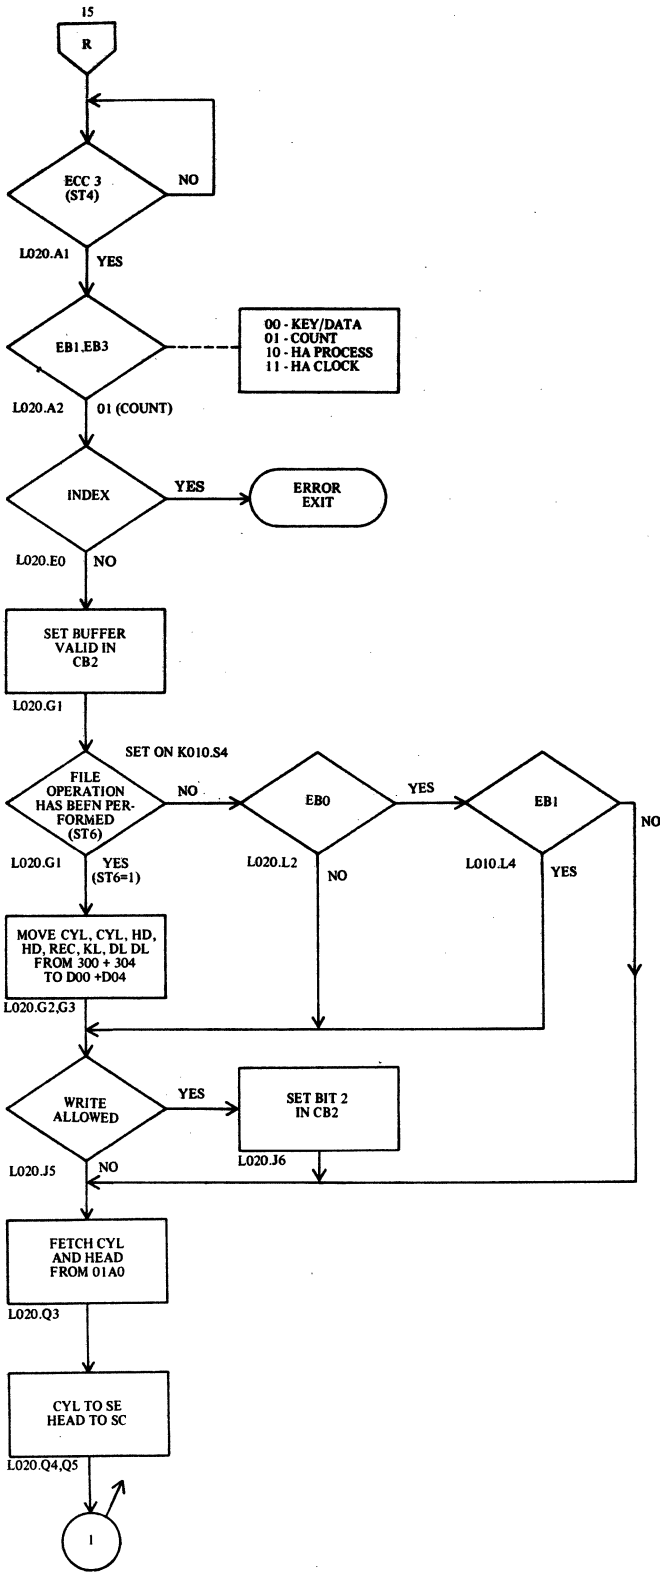 15
R
ECC 3
(ST4)
NO
L020.A1
YES
EB1,EB3
00 - KEY/DATA
01 - COUNT
10 - HA PROCESS
11 - HA CLOCK
L020.A2
01 (COUNT)
INDEX
YES
ERROR
EXIT
L020.E0
NO
SET BUFFER
VALID IN
CB2
L020.G1
SET ON K010.S4
FILE
OPERATION
HAS BEEN PER-
FORMED
(ST6)
NO
EB0
YES
EB1
NO
L020.G1
YES
(ST6=1)
L020.L2
NO
L010.L4
YES
MOVE CYL, CYL, HD,
HD, REC, KL, DL DL
FROM 300 + 304
TO D00 +D04
L020.G2,G3
WRITE
ALLOWED
YES
SET BIT 2
IN CB2
L020.J5
NO
L020.J6
FETCH CYL
AND HEAD
FROM 01A0
L020.Q3
CYL TO SE
HEAD TO SC
L020.Q4,Q5
1